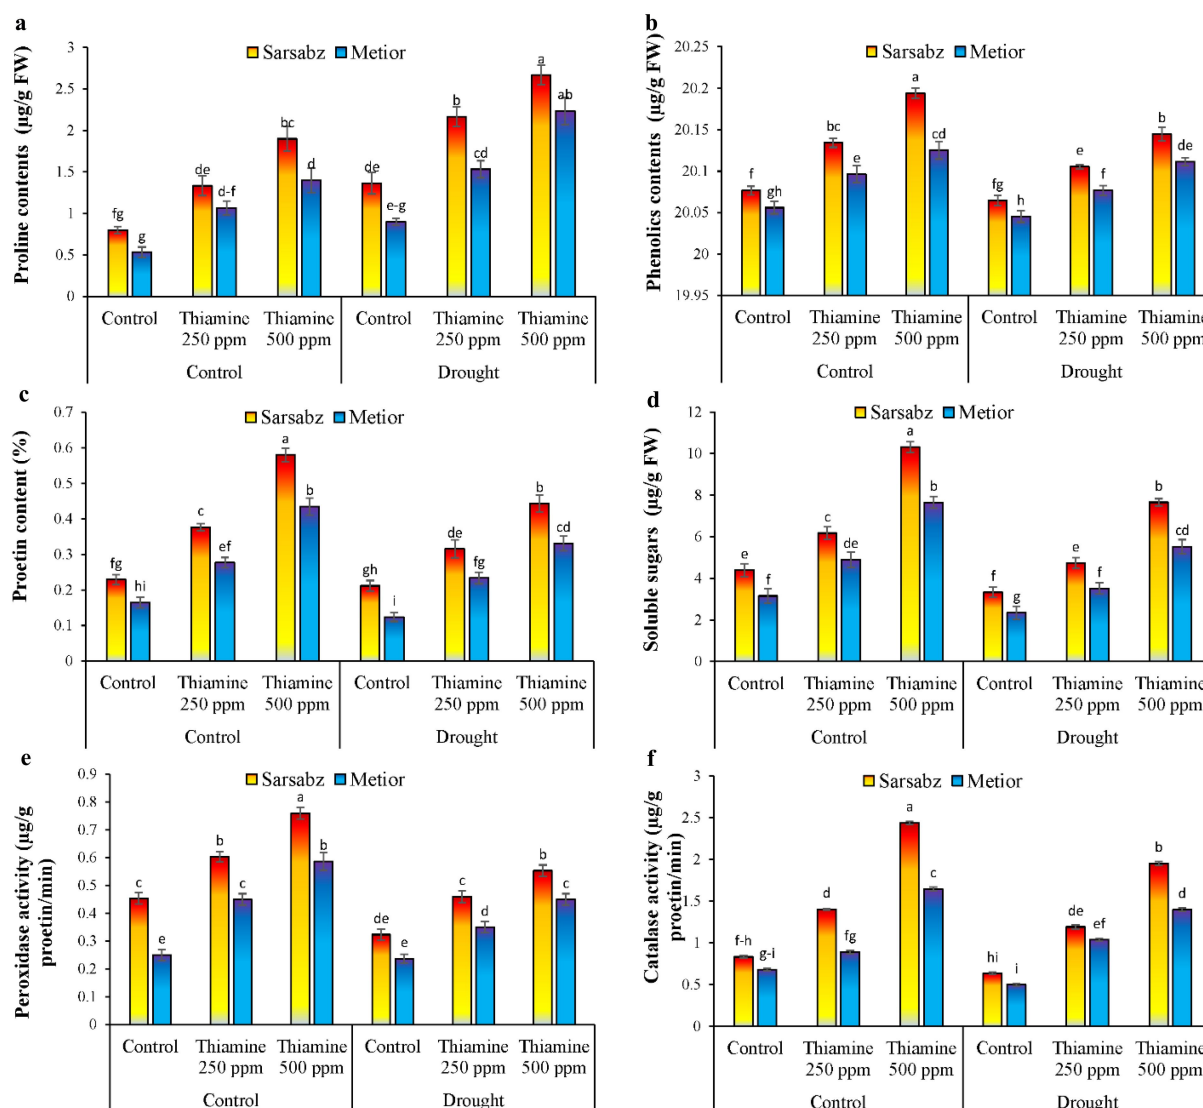 a
Proline contents (µg/g FW)
Sarsabz Metior
3
2.5
2
1.5
1
0.5
0
fg g de d-f bc d de e-g b cd a ab
Control Thiamine 250 ppm Thiamine 500 ppm Control Thiamine 250 ppm Thiamine 500 ppm
Control Drought
b
Phenolics contents (µg/g FW)
Sarsabz Metior
20.25
20.2
20.15
20.1
20.05
20
19.95
f gh bc e a cd fg h e f b de
Control Thiamine 250 ppm Thiamine 500 ppm Control Thiamine 250 ppm Thiamine 500 ppm
Control Drought
c
Proetin content (%)
Sarsabz Metior
0.7
0.6
0.5
0.4
0.3
0.2
0.1
0
fg hi c ef a b gh i de fg b cd
Control Thiamine 250 ppm Thiamine 500 ppm Control Thiamine 250 ppm Thiamine 500 ppm
Control Drought
d
Soluble sugars (µg/g FW)
Sarsabz Metior
12
10
8
6
4
2
0
e f c de a b f g e f b cd
Control Thiamine 250 ppm Thiamine 500 ppm Control Thiamine 250 ppm Thiamine 500 ppm
Control Drought
e
Peroxidase activity (µg/g
proetin/min)
Sarsabz Metior
0.9
0.8
0.7
0.6
0.5
0.4
0.3
0.2
0.1
0
c e b c a b de e c d b c
Control Thiamine 250 ppm Thiamine 500 ppm Control Thiamine 250 ppm Thiamine 500 ppm
Control Drought
f
Catalase activity (µg/g
proetin/min)
Sarsabz Metior
3
2.5
2
1.5
1
0.5
0
f-h g-i d fg a c hi i de ef b d
Control Thiamine 250 ppm Thiamine 500 ppm Control Thiamine 250 ppm Thiamine 500 ppm
Control Drought